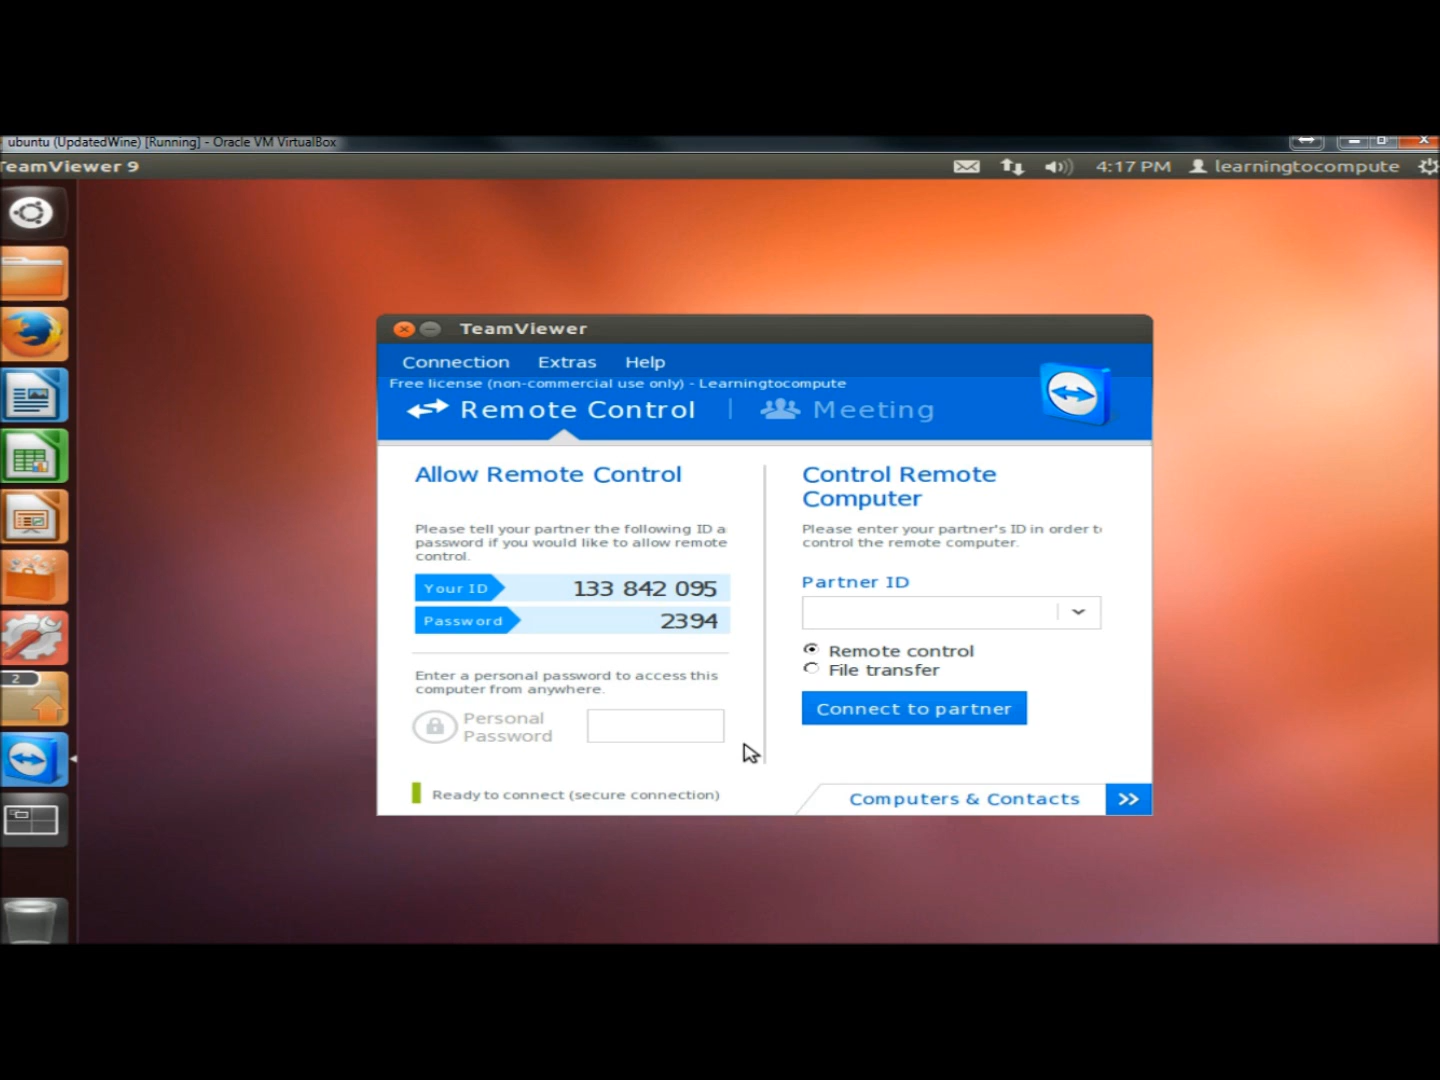 ubuntu (UpdatedWine) [Running] - Oracle VM VirtualBox
TeamViewer 9
4:17 PM
learningtocompute
TeamViewer
Connection Extras Help
Free license (non-commercial use only) - Learningtocompute
Remote Control | Meeting
Allow Remote Control
Please tell your partner the following ID a
password if you would like to allow remote
control.
Your ID 133 842 095
Password 2394
Enter a personal password to access this
computer from anywhere.
Personal
Password
Ready to connect (secure connection)
Control Remote
Computer
Please enter your partner's ID in order to
control the remote computer.
Partner ID
Remote control
File transfer
Connect to partner
Computers & Contacts
2